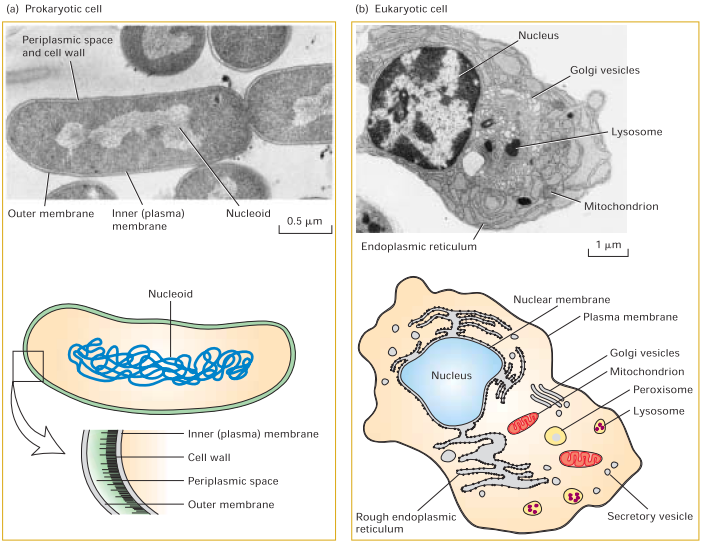 (a) Prokaryotic cell
Periplasmic space
and cell wall
Outer membrane
Inner (plasma)
membrane
Nucleoid
0.5 μm
Nucleoid
Inner (plasma) membrane
Cell wall
Periplasmic space
Outer membrane
(b) Eukaryotic cell
Nucleus
Golgi vesicles
Lysosome
Mitochondrion
Endoplasmic reticulum
1 μm
Nuclear membrane
Plasma membrane
Golgi vesicles
Mitochondrion
Peroxisome
Lysosome
Nucleus
Rough endoplasmic
reticulum
Secretory vesicle